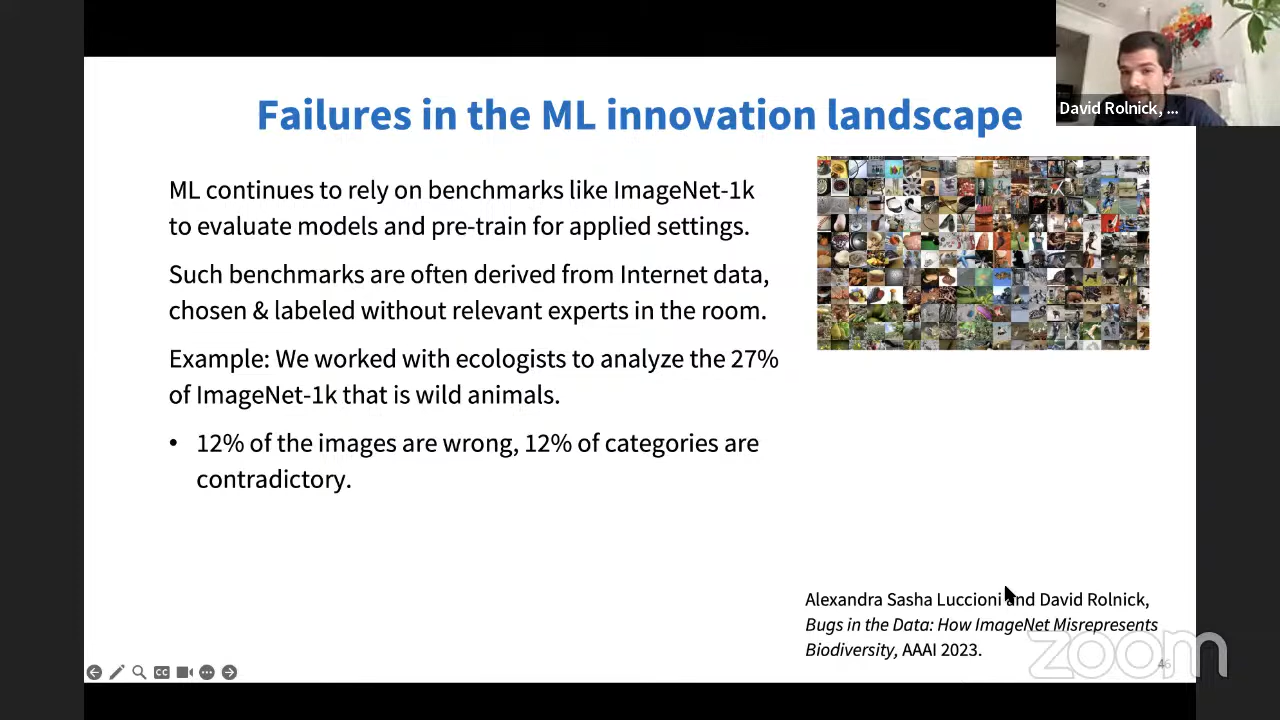 Failures in the ML innovation landscape
David Rolnick, ...
ML continues to rely on benchmarks like ImageNet-1k
to evaluate models and pre-train for applied settings.
Such benchmarks are often derived from Internet data,
chosen & labeled without relevant experts in the room.
Example: We worked with ecologists to analyze the 27%
of ImageNet-1k that is wild animals.
• 12% of the images are wrong, 12% of categories are
contradictory.
Alexandra Sasha Luccioni and David Rolnick,
Bugs in the Data: How ImageNet Misrepresents
Biodiversity, AAAI 2023.
zoom
46
CC